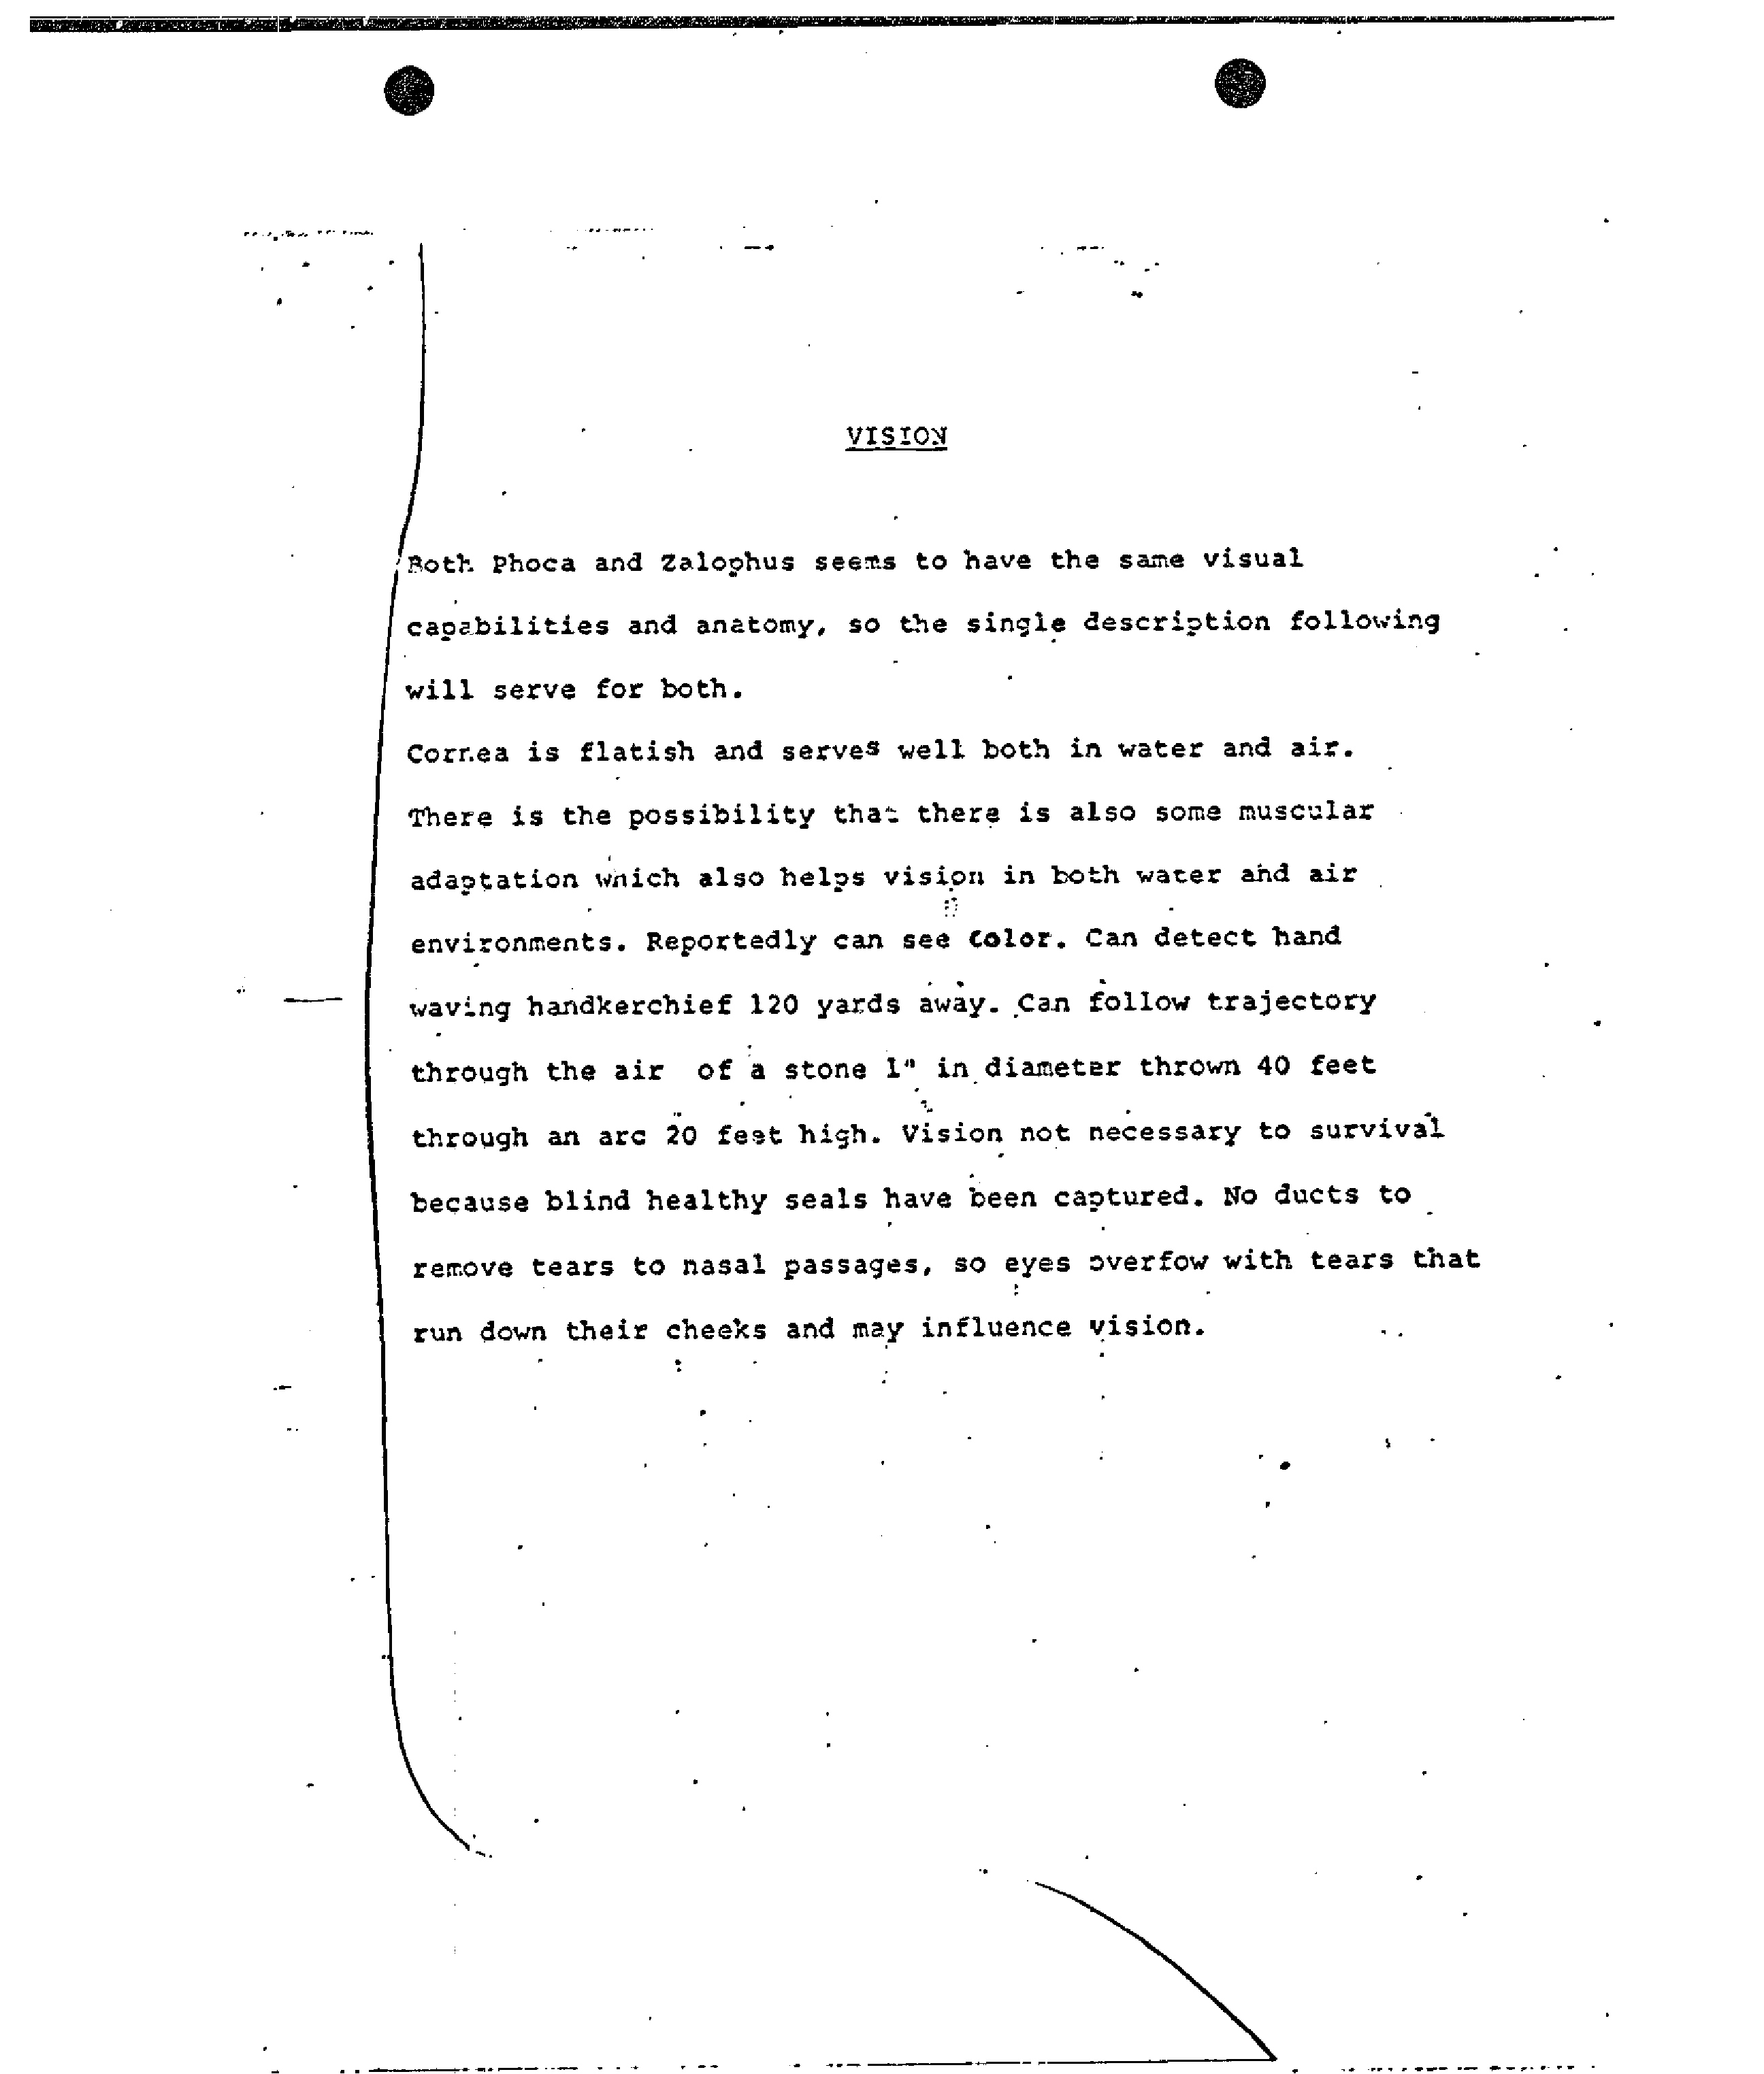 VISION
Both Phoca and Zalophus seems to have the same visual
capabilities and anatomy, so the single description following
will serve for both.
Cornea is flatish and serves well both in water and air.
There is the possibility that there is also some muscular
adaptation which also helps vision in both water and air
environments. Reportedly can see Color. Can detect hand
waving handkerchief 120 yards away. Can follow trajectory
through the air of a stone 1" in diameter thrown 40 feet
through an arc 20 feet high. Vision not necessary to survival
because blind healthy seals have been captured. No ducts to
remove tears to nasal passages, so eyes overfow with tears that
run down their cheeks and may influence vision.